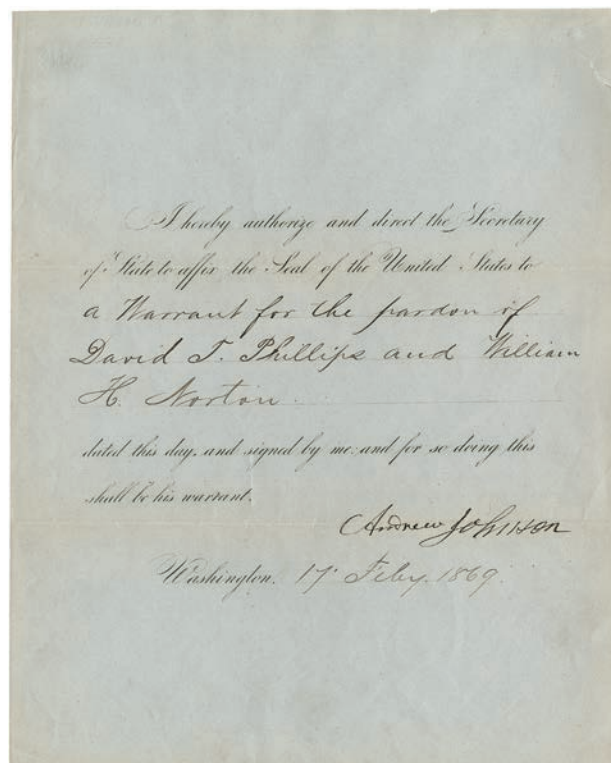 I hereby authorize and direct the Secretary
of State to affix the Seal of the United States to
a Warrant for the pardon of
David T. Phillips and William
H. Norton.
dated this day, and signed by me: and for so doing this
shall be his warrant.
Andrew Johnson
Washington, 17 Feby. 1869.